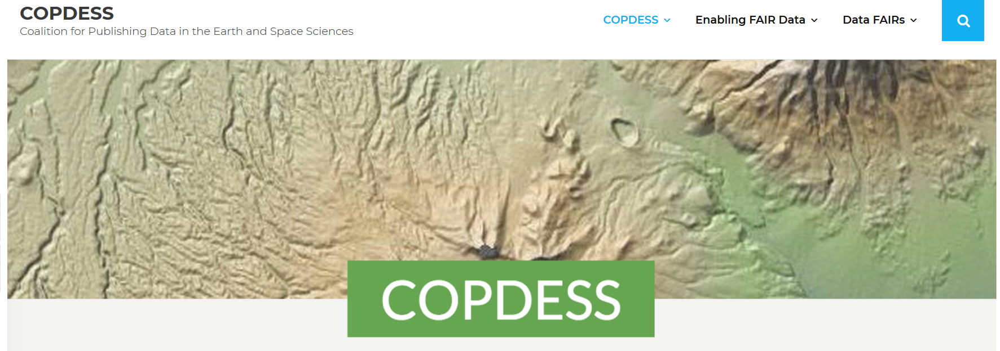 COPDESS
Coalition for Publishing Data in the Earth and Space Sciences
COPDESS Enabling FAIR Data Data FAIRs
COPDESS